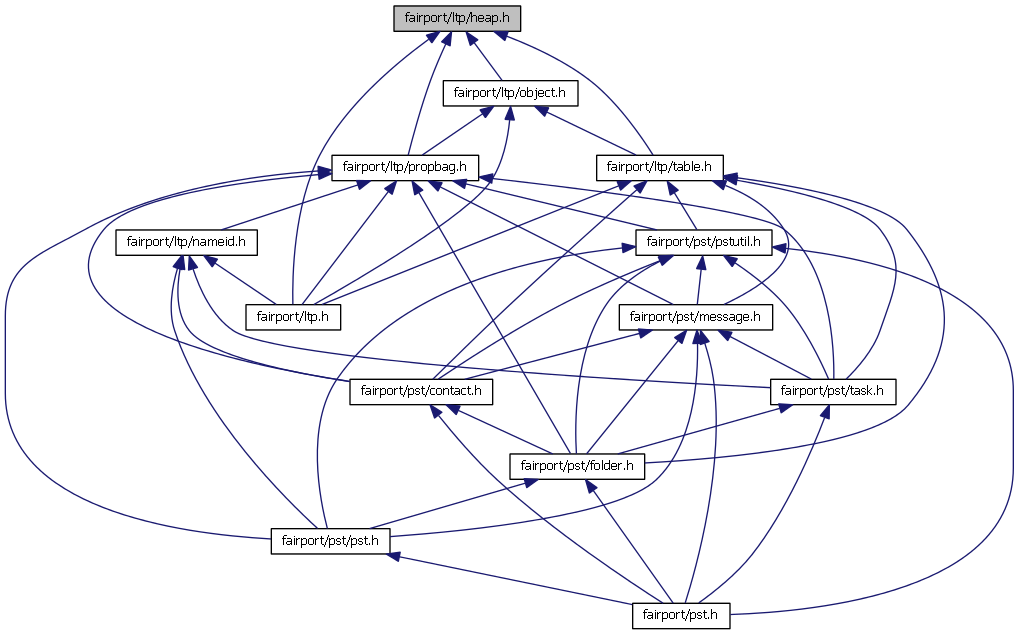 fairport/ltp/heap.h
fairport/ltp/object.h
fairport/ltp/propbag.h
fairport/ltp/table.h
fairport/ltp/nameid.h
fairport/pst/pstutil.h
fairport/ltp.h
fairport/pst/message.h
fairport/pst/contact.h
fairport/pst/task.h
fairport/pst/folder.h
fairport/pst/pst.h
fairport/pst.h